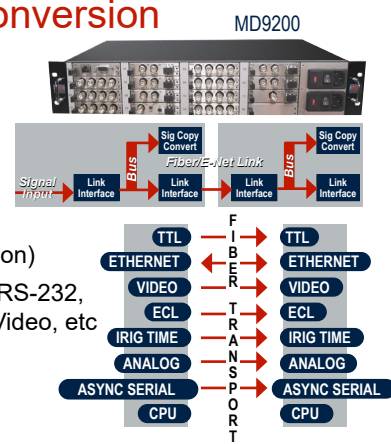 onversion
MD9200
Sig Copy
Convert
Sig Copy
Convert
Bus
Fiber/E-Net Link
Bus
Signal
Input
Link
Interface
Link
Interface
Link
Interface
Link
Interface
FIBER TRANSPORT
on)
RS-232,
Video, etc
TTL
TTL
ETHERNET
ETHERNET
VIDEO
VIDEO
ECL
ECL
IRIG TIME
IRIG TIME
ANALOG
ANALOG
ASYNC SERIAL
ASYNC SERIAL
CPU
CPU